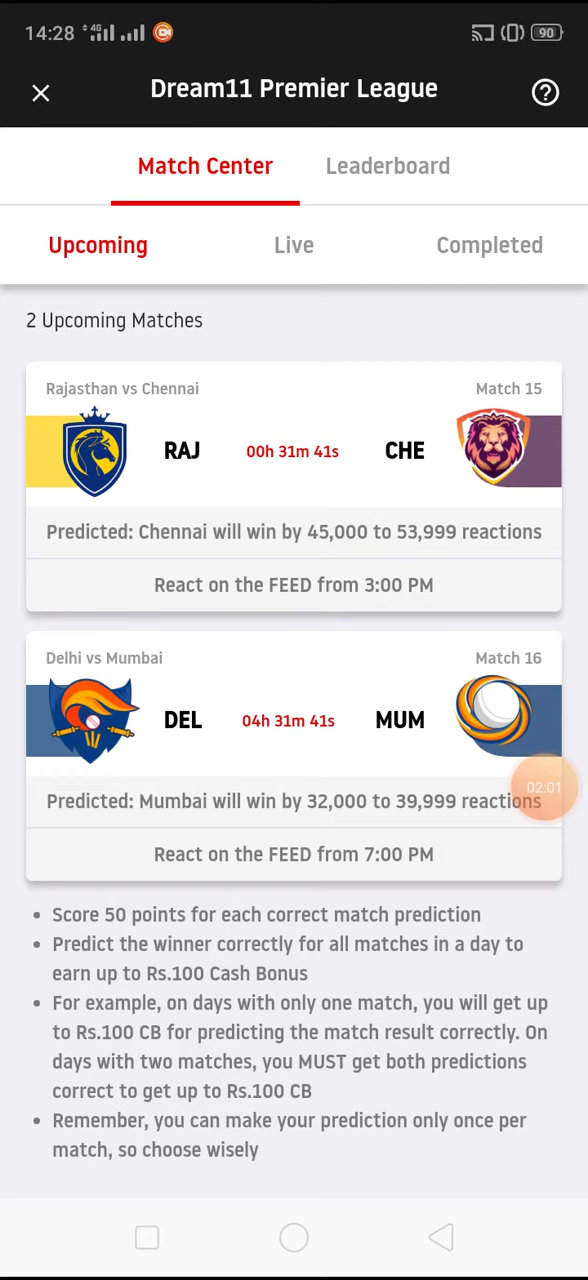 14:28 4G 90
Dream11 Premier League
Match Center Leaderboard
Upcoming Live Completed
2 Upcoming Matches
Rajasthan vs Chennai Match 15
RAJ 00h 31m 41s CHE
Predicted: Chennai will win by 45,000 to 53,999 reactions
React on the FEED from 3:00 PM
Delhi vs Mumbai Match 16
DEL 04h 31m 41s MUM
02:01
Predicted: Mumbai will win by 32,000 to 39,999 reactions
React on the FEED from 7:00 PM
• Score 50 points for each correct match prediction
• Predict the winner correctly for all matches in a day to
earn up to Rs.100 Cash Bonus
• For example, on days with only one match, you will get up
to Rs.100 CB for predicting the match result correctly. On
days with two matches, you MUST get both predictions
correct to get up to Rs.100 CB
• Remember, you can make your prediction only once per
match, so choose wisely